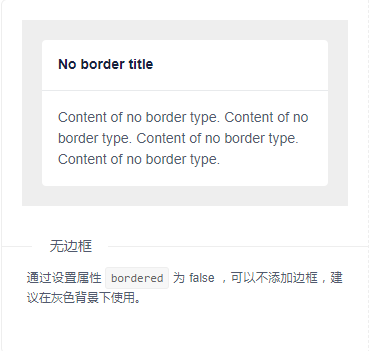 No border title
Content of no border type. Content of no
border type. Content of no border type.
Content of no border type.
无边框
通过设置属性 bordered 为 false ，可以不添加边框，建
议在灰色背景下使用。